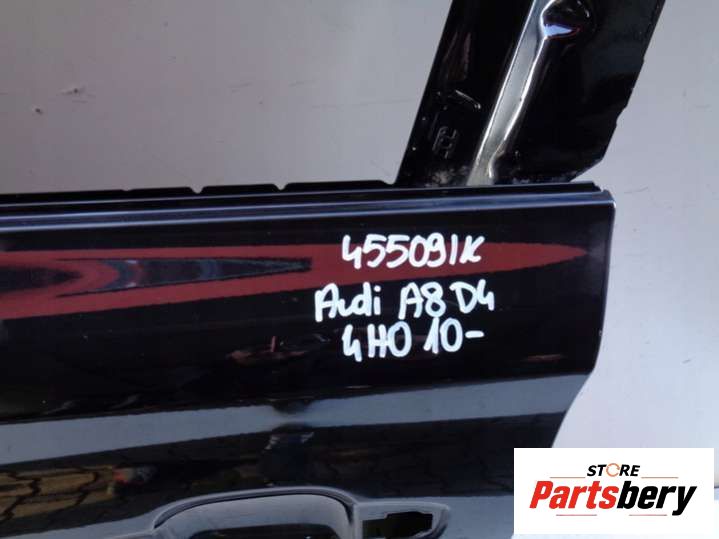 455091K
Audi A8 D4
4H0 10-
STORE
Partsbery